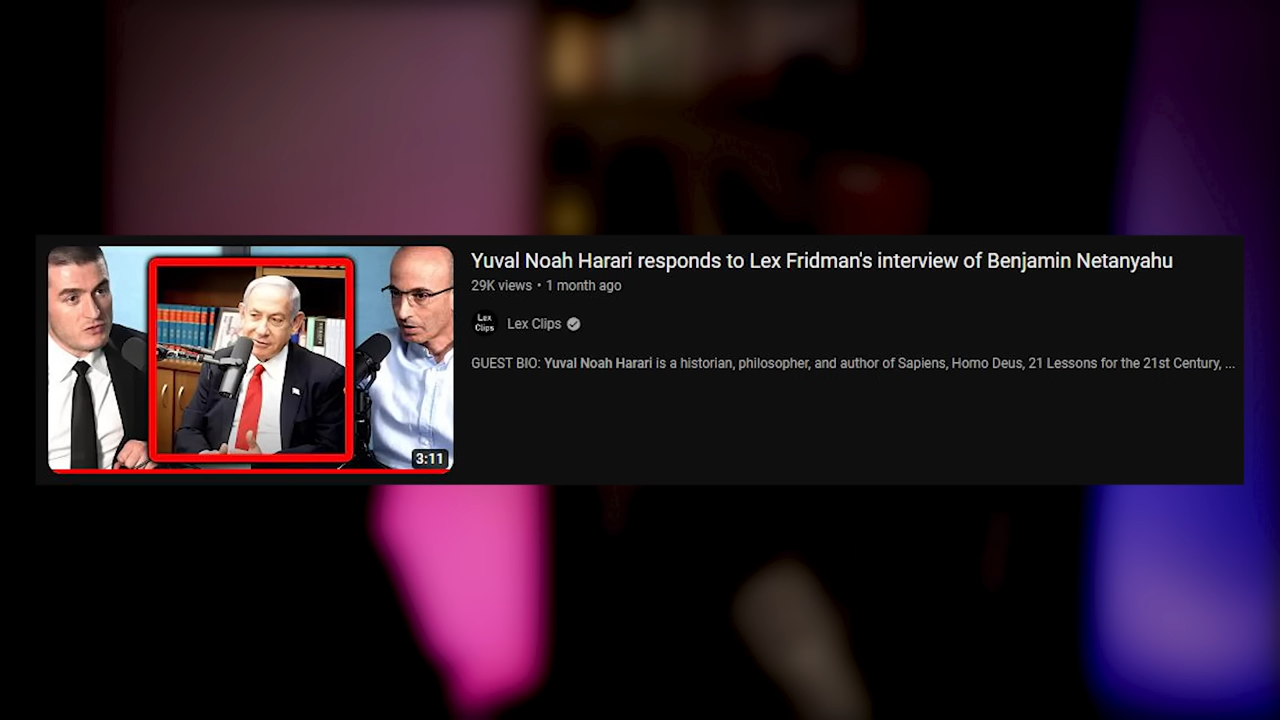 Yuval Noah Harari responds to Lex Fridman's interview of Benjamin Netanyahu
29K views • 1 month ago
Lex Clips
Lex Clips
GUEST BIO: Yuval Noah Harari is a historian, philosopher, and author of Sapiens, Homo Deus, 21 Lessons for the 21st Century, ...
3:11